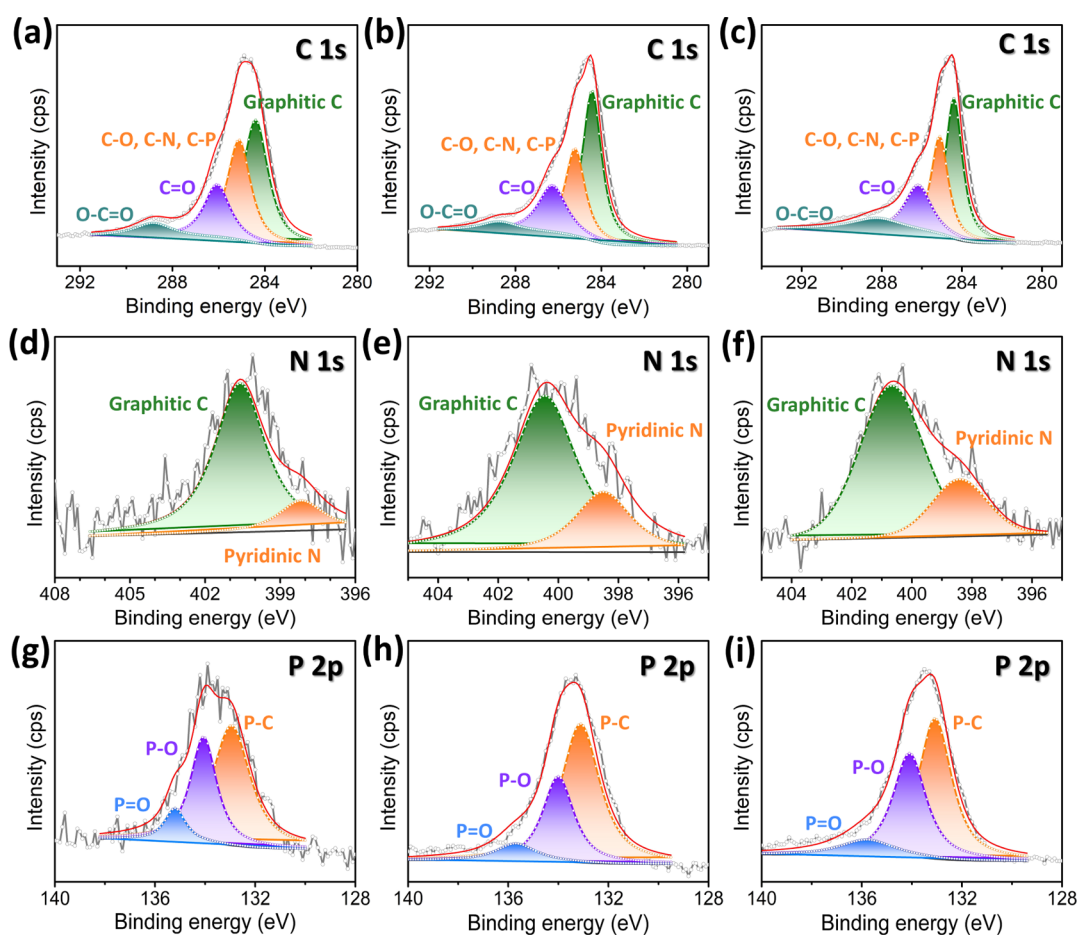 (a)
C 1s
Graphitic C
C-O, C-N, C-P
C=O
O-C=O
Intensity (cps)
292 288 284 280
Binding energy (eV)
(b)
C 1s
Graphitic C
C-O, C-N, C-P
C=O
O-C=O
Intensity (cps)
292 288 284 280
Binding energy (eV)
(c)
C 1s
Graphitic C
C-O, C-N, C-P
C=O
O-C=O
Intensity (cps)
292 288 284 280
Binding energy (eV)
(d)
N 1s
Graphitic C
Pyridinic N
Intensity (cps)
408 405 402 399 396
Binding energy (eV)
(e)
N 1s
Graphitic C
Pyridinic N
Intensity (cps)
404 402 400 398 396
Binding energy (eV)
(f)
N 1s
Graphitic C
Pyridinic N
Intensity (cps)
404 402 400 398 396
Binding energy (eV)
(g)
P 2p
P-C
P-O
P=O
Intensity (cps)
140 136 132 128
Binding energy (eV)
(h)
P 2p
P-C
P-O
P=O
Intensity (cps)
140 136 132 128
Binding energy (eV)
(i)
P 2p
P-C
P-O
P=O
Intensity (cps)
140 136 132 128
Binding energy (eV)